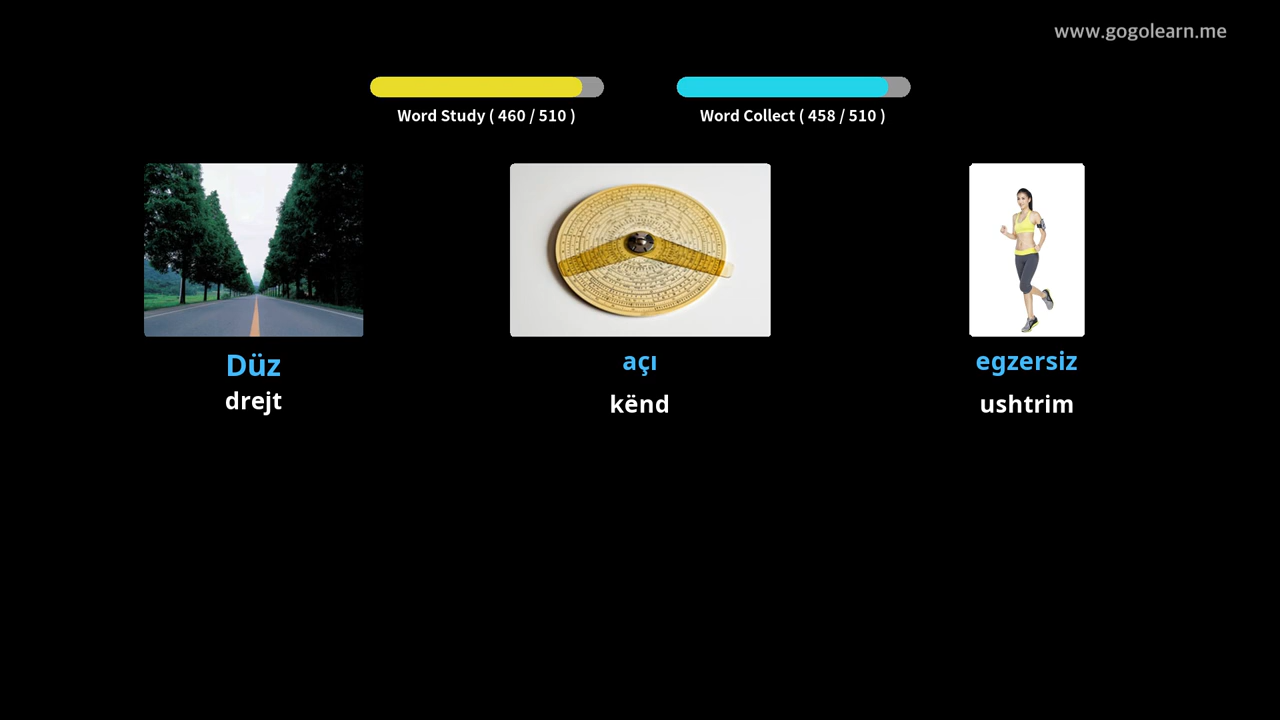 www.gogolearn.me
Word Study ( 460 / 510 )
Word Collect ( 458 / 510 )
Düz
drejt
açı
kënd
egzersiz
ushtrim